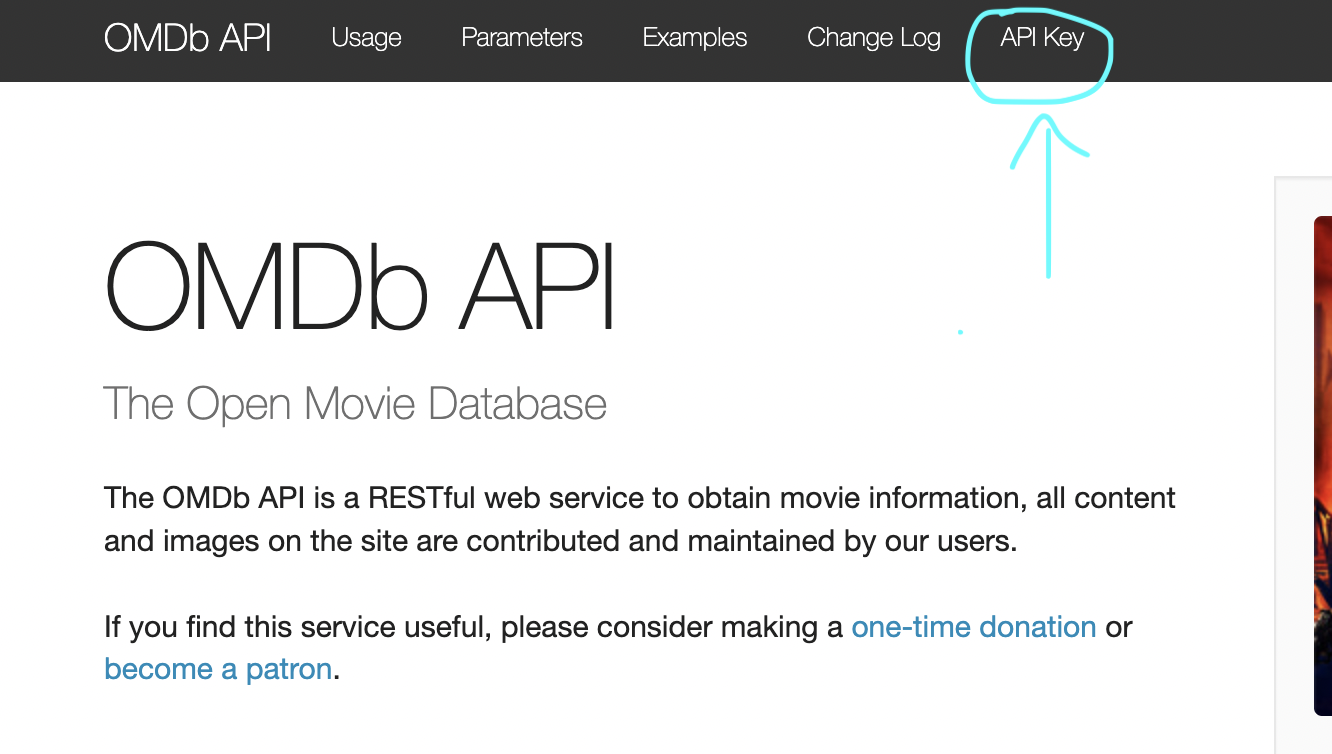 OMDb API Usage Parameters Examples Change Log API Key
OMDb API
The Open Movie Database
The OMDb API is a RESTful web service to obtain movie information, all content
and images on the site are contributed and maintained by our users.
If you find this service useful, please consider making a one-time donation or
become a patron.